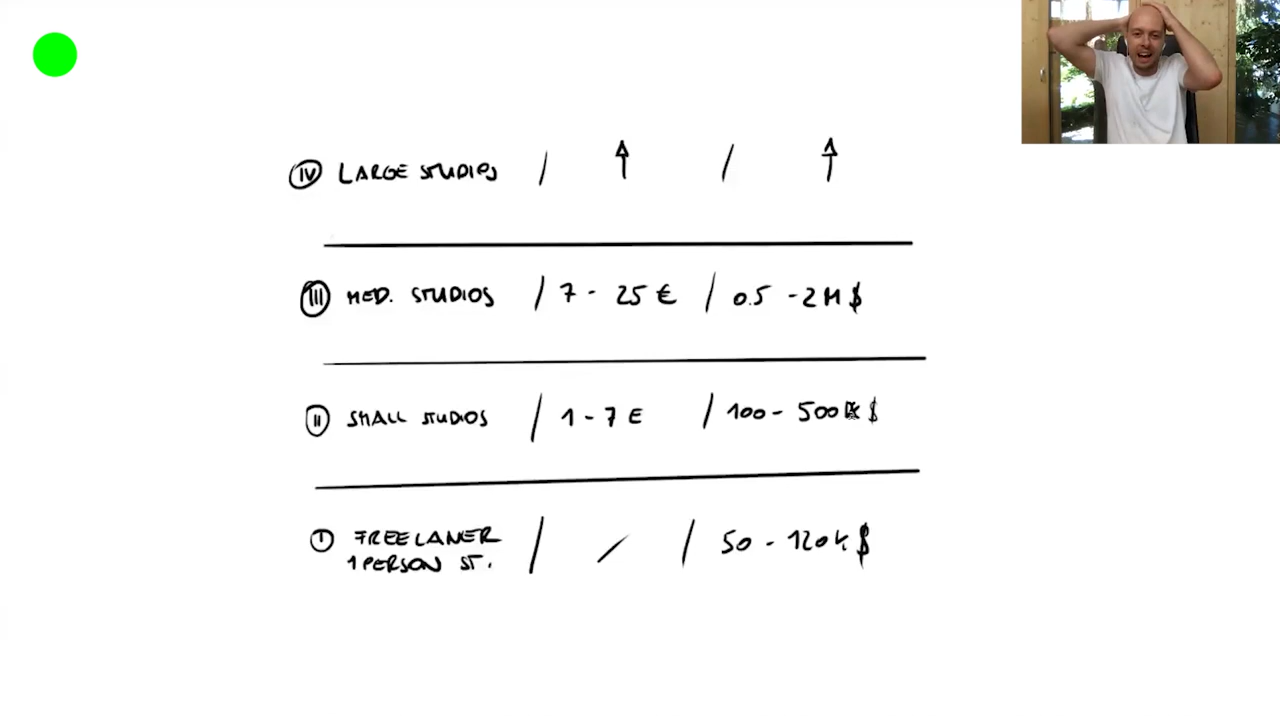 IV LARGE STUDIOS / ↑ / ↑
III MED. STUDIOS / 7 - 25 € / 0.5 - 2M $
II SMALL STUDIOS / 1 - 7 E / 100 - 500K $
I FREELANER / / / 50 - 120k $
1 PERSON ST.